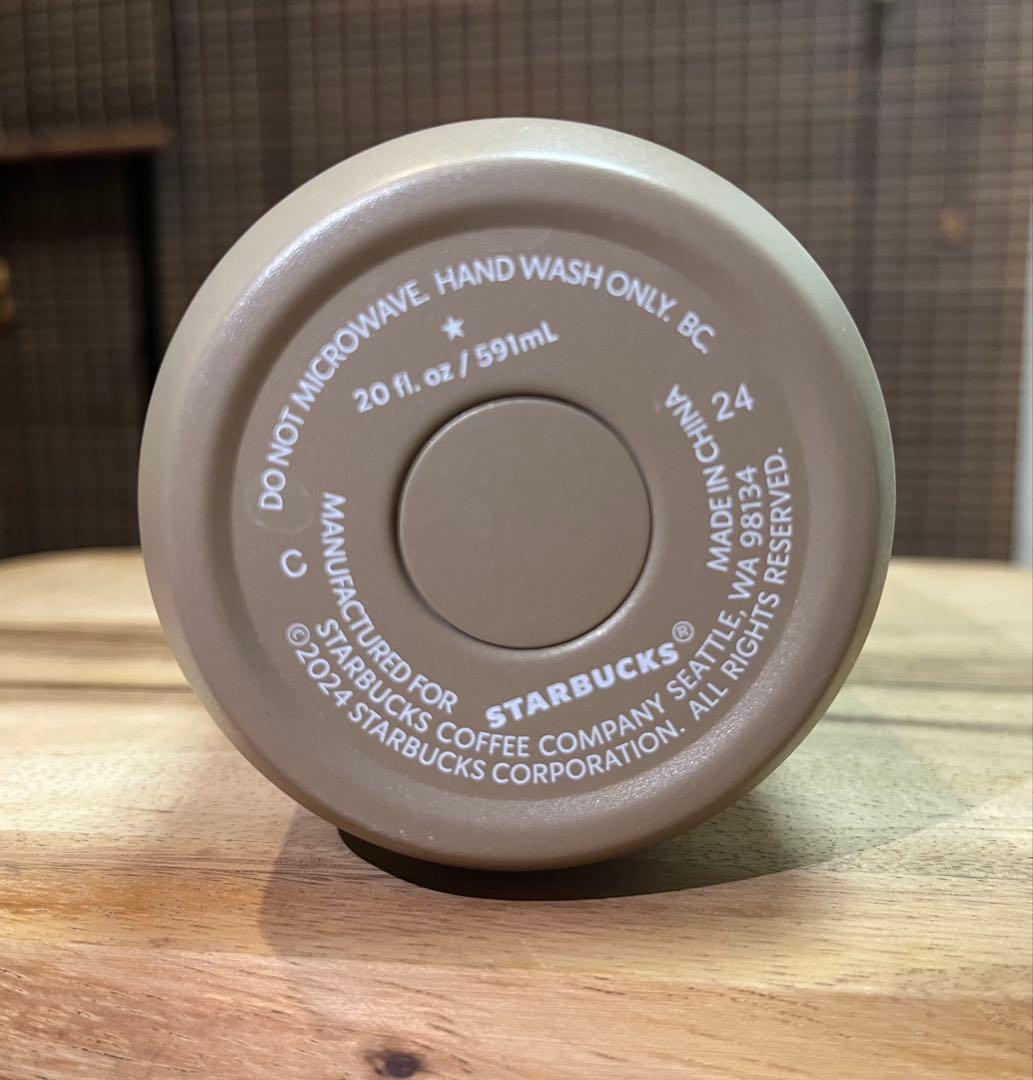 DO NOT MICROWAVE. HAND WASH ONLY. BC.
20 fl. oz / 591mL
C
24
MANUFACTURED FOR
STARBUCKS®
MADE IN CHINA
STARBUCKS COFFEE COMPANY SEATTLE, WA 98134
©2024 STARBUCKS CORPORATION. ALL RIGHTS RESERVED.